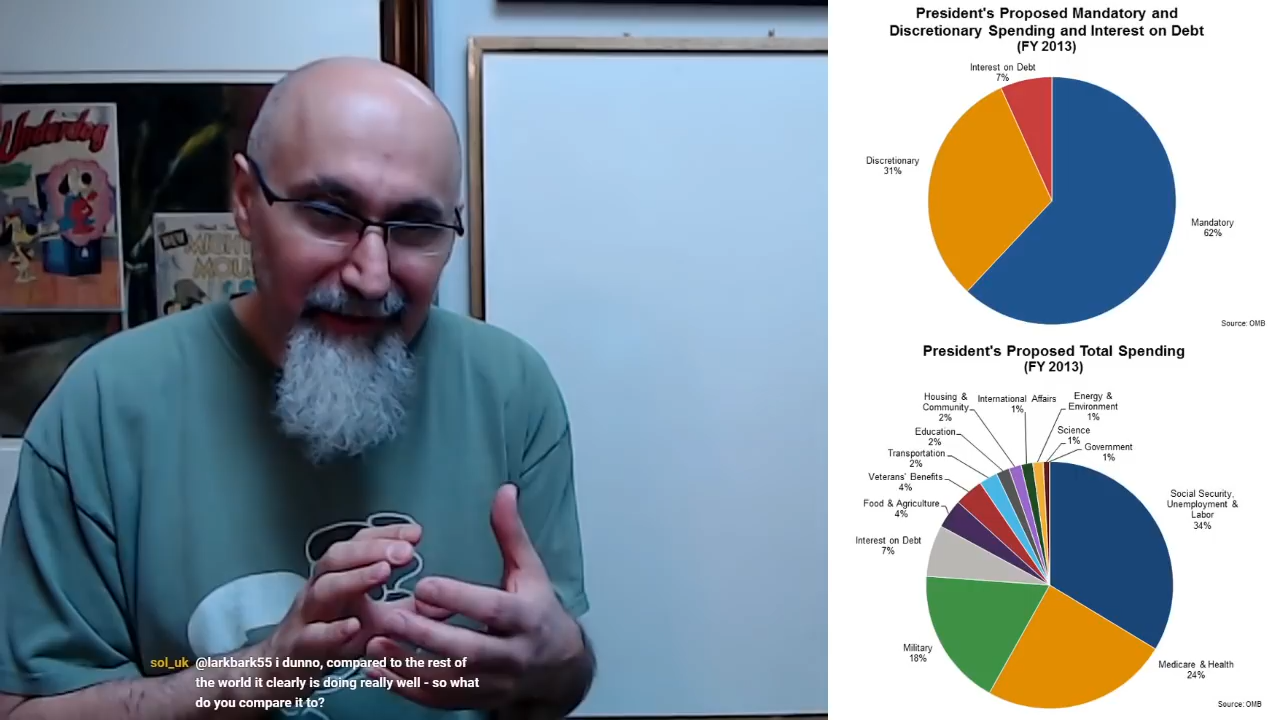 Underdog
NEW
MIGHTY
MOUSE
sol_uk @larkbark55 i dunno, compared to the rest of
the world it clearly is doing really well - so what
do you compare it to?
President's Proposed Mandatory and
Discretionary Spending and Interest on Debt
(FY 2013)
Interest on Debt
7%
Discretionary
31%
Mandatory
62%
Source: OMB
President's Proposed Total Spending
(FY 2013)
Housing &
Community
2%
International Affairs
1%
Energy &
Environment
1%
Education
2%
Science
1%
Transportation
2%
Government
1%
Veterans' Benefits
4%
Food & Agriculture
4%
Interest on Debt
7%
Social Security,
Unemployment &
Labor
34%
Military
18%
Medicare & Health
24%
Source: OMB